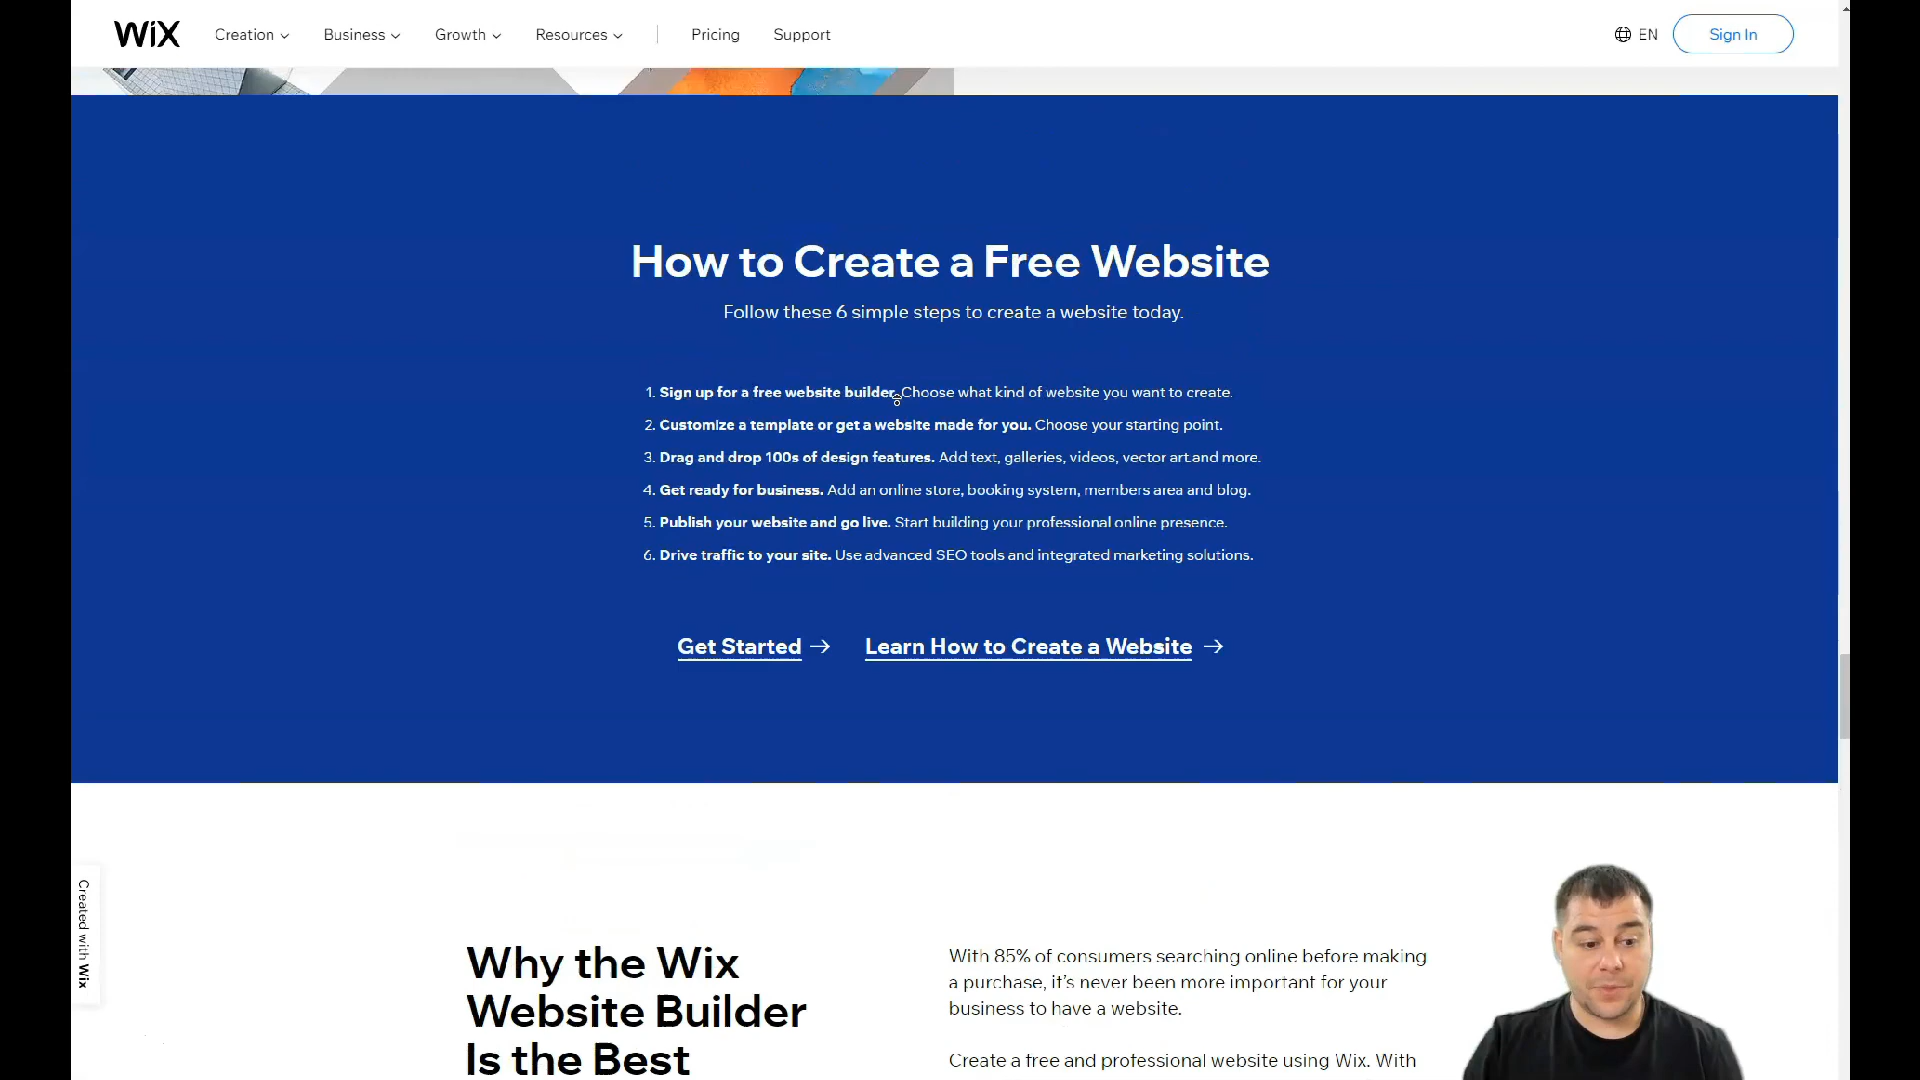 WiX Creation Business Growth Resources Pricing Support EN Sign In
How to Create a Free Website
Follow these 6 simple steps to create a website today.
1. Sign up for a free website builder. Choose what kind of website you want to create.
2. Customize a template or get a website made for you. Choose your starting point.
3. Drag and drop 100s of design features. Add text, galleries, videos, vector art and more.
4. Get ready for business. Add an online store, booking system, members area and blog.
5. Publish your website and go live. Start building your professional online presence.
6. Drive traffic to your site. Use advanced SEO tools and integrated marketing solutions.
Get Started → Learn How to Create a Website →
Created with Wix
Why the Wix
Website Builder
Is the Best
With 85% of consumers searching online before making
a purchase, it's never been more important for your
business to have a website.
Create a free and professional website using Wix. With